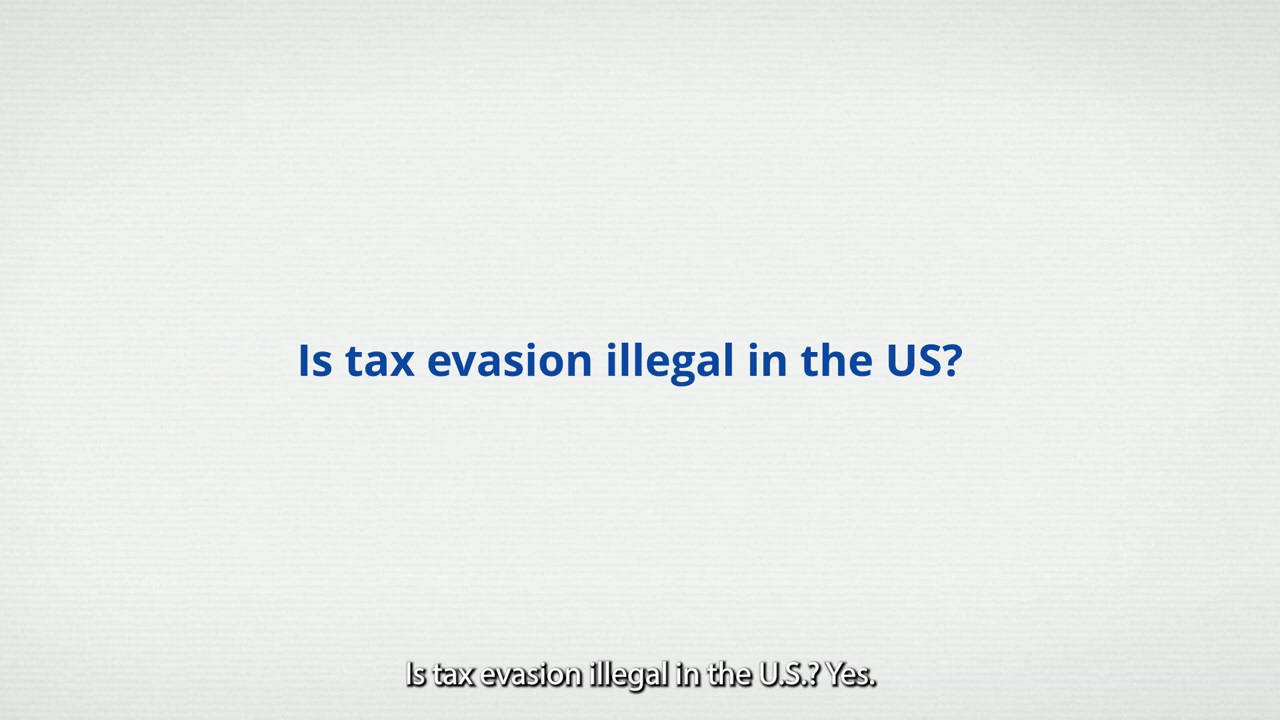 Is tax evasion illegal in the US?
Is tax evasion illegal in the U.S.? Yes.